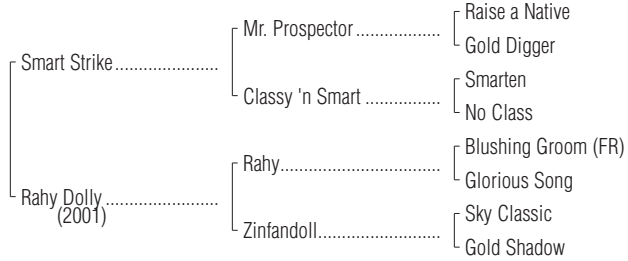 Raise a Native
Mr. Prospector ..................
Gold Digger
Smart Strike......................
Smarten
Classy 'n Smart ................
No Class
Blushing Groom (FR)
Rahy.................................
Glorious Song
Rahy Dolly .......................
(2001)
Sky Classic
Zinfandoll.........................
Gold Shadow